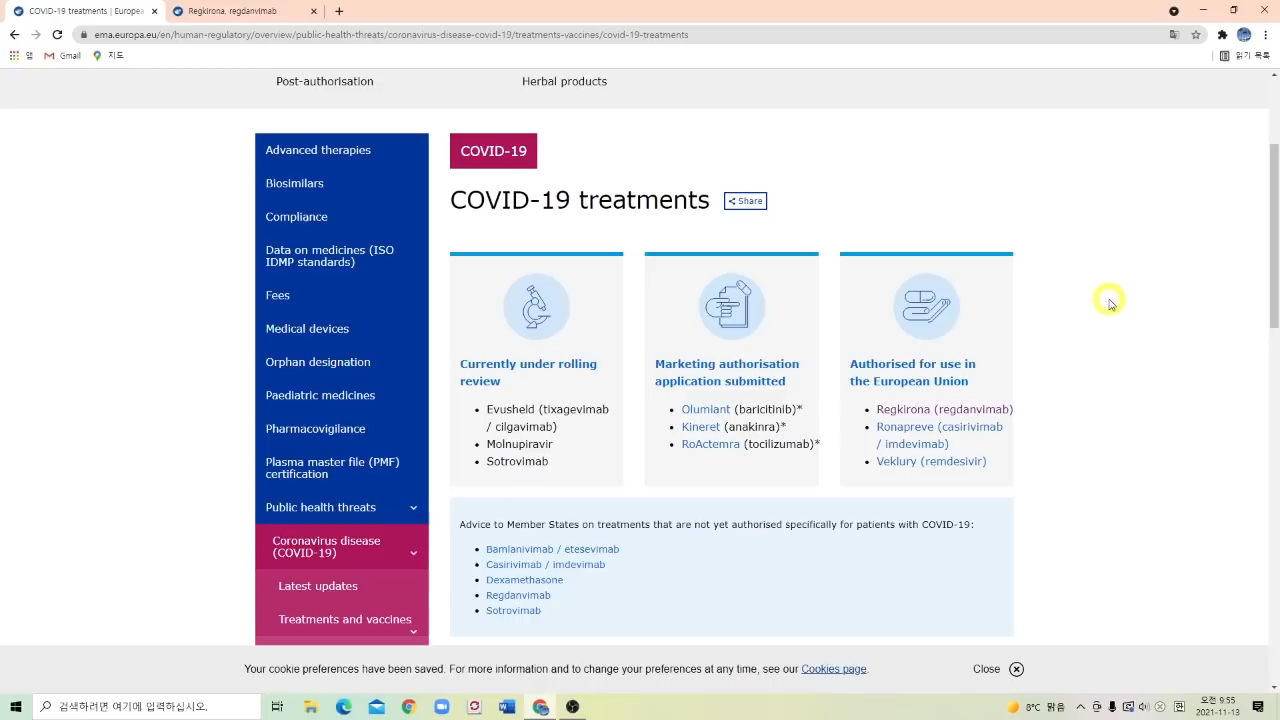 COVID-19 treatments | Europea
Regkirona, regdanvimab
ema.europa.eu/en/human-regulatory/overview/public-health-threats/coronavirus-disease-covid-19/treatments-vaccines/covid-19-treatments
앱
Gmail
지도
읽기 목록
Post-authorisation
Herbal products
Advanced therapies
Biosimilars
Compliance
Data on medicines (ISO
IDMP standards)
Fees
Medical devices
Orphan designation
Paediatric medicines
Pharmacovigilance
Plasma master file (PMF)
certification
Public health threats
Coronavirus disease
(COVID-19)
Latest updates
Treatments and vaccines
COVID-19
COVID-19 treatments
Share
Currently under rolling
review
Evusheld (tixagevimab
/ cilgavimab)
Molnupiravir
Sotrovimab
Marketing authorisation
application submitted
Olumiant (baricitinib)*
Kineret (anakinra)*
RoActemra (tocilizumab)*
Authorised for use in
the European Union
Regkirona (regdanvimab)
Ronapreve (casirivimab
/ imdevimab)
Veklury (remdesivir)
Advice to Member States on treatments that are not yet authorised specifically for patients with COVID-19:
Bamlanivimab / etesevimab
Casirivimab / imdevimab
Dexamethasone
Regdanvimab
Sotrovimab
Your cookie preferences have been saved. For more information and to change your preferences at any time, see our Cookies page.
Close
검색하려면 여기에 입력하십시오.
8°C 맑음
오전 9:55
2021-11-13